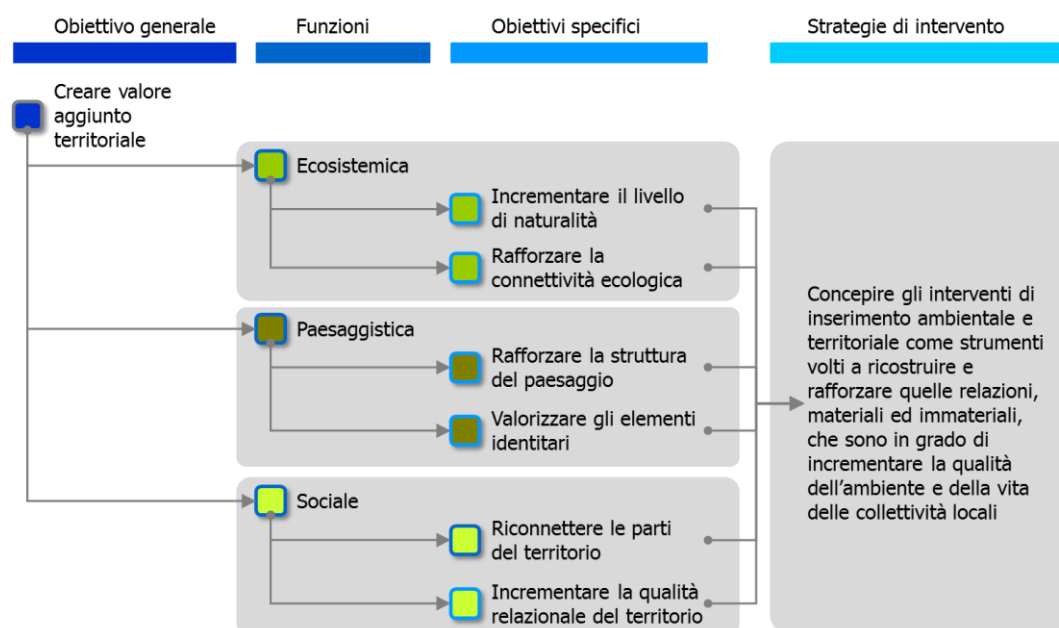 Obiettivo generale
Funzioni
Obiettivi specifici
Strategie di intervento
Creare valore
aggiunto
territoriale
Ecosistemica
Incrementare il livello
di naturalità
Rafforzare la
connettività ecologica
Paesaggistica
Rafforzare la struttura
del paesaggio
Valorizzare gli elementi
identitari
Sociale
Riconnettere le parti
del territorio
Incrementare la qualità
relazionale del territorio
Concepire gli interventi di
inserimento ambientale e
territoriale come strumenti
volti a ricostruire e
rafforzare quelle relazioni,
materiali ed immateriali,
che sono in grado di
incrementare la qualità
dell’ambiente e della vita
delle collettività locali